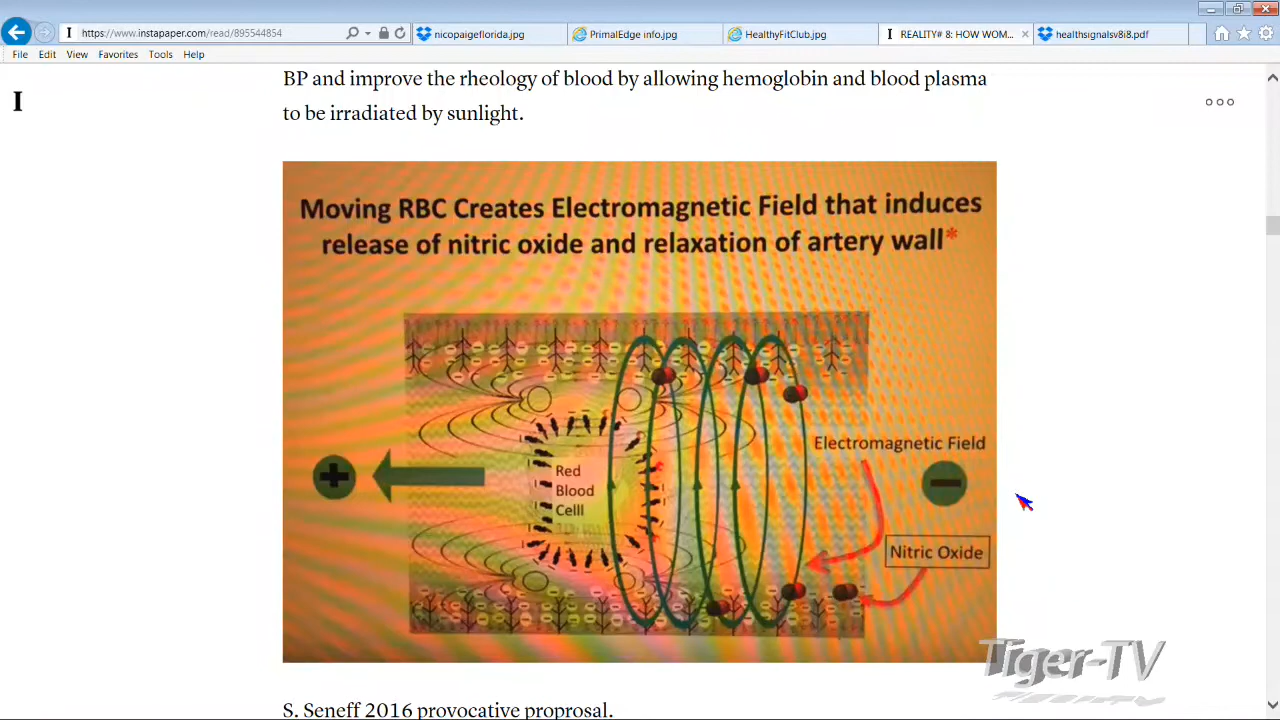 https://www.instapaper.com/read/895544854
nicopaigeflorida.jpg
PrimalEdge info.jpg
HealthyFitClub.jpg
REALITY# 8: HOW WOM...
healthsignalsv8i8.pdf
File Edit View Favorites Tools Help
I
BP and improve the rheology of blood by allowing hemoglobin and blood plasma
to be irradiated by sunlight.
Moving RBC Creates Electromagnetic Field that induces
release of nitric oxide and relaxation of artery wall*
Electromagnetic Field
Red
Blood
Celll
Nitric Oxide
Tiger-TV
S. Seneff 2016 provocative proprosal.